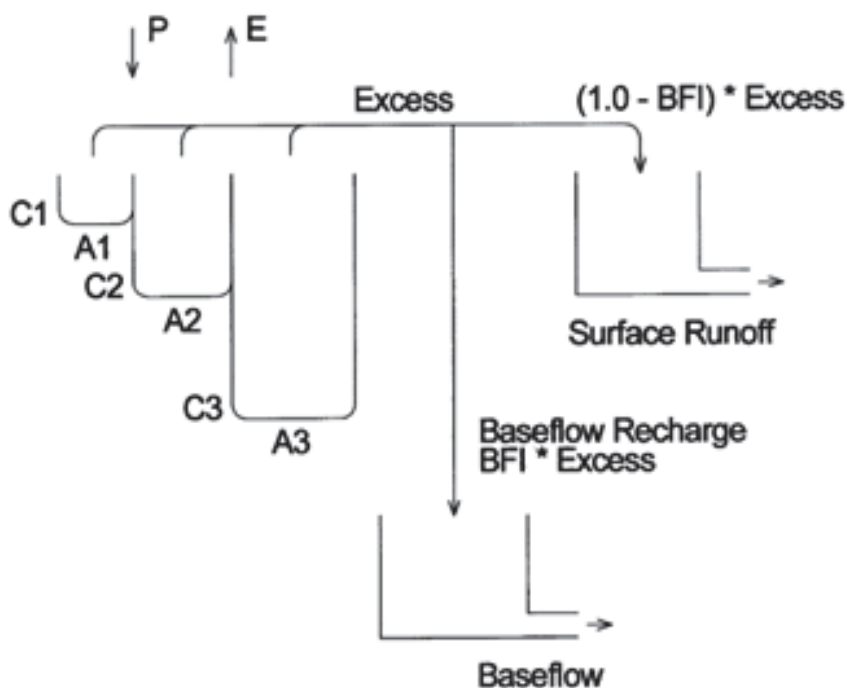 P
E
Excess
(1.0 - BFI) * Excess
C1
A1
C2
A2
Surface Runoff
C3
A3
Baseflow Recharge
BFI * Excess
Baseflow